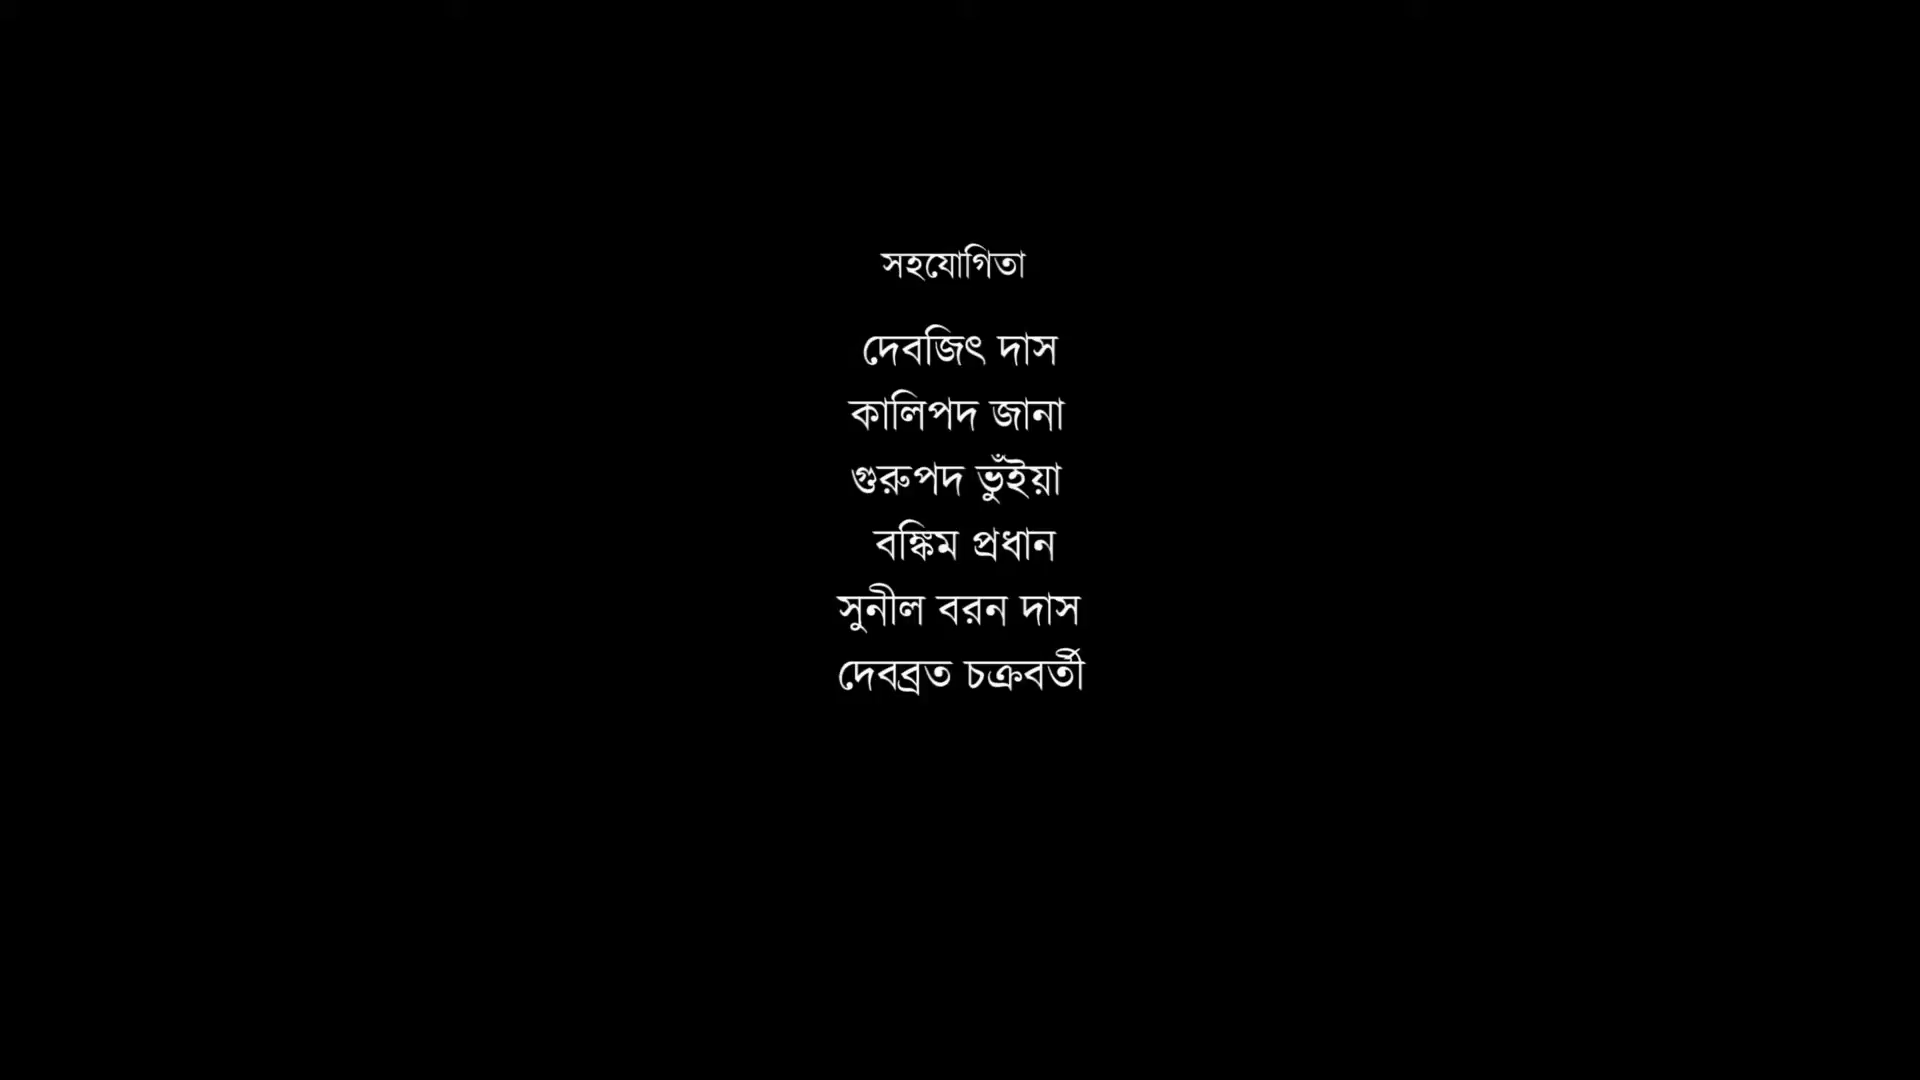 সহযোগিতা
দেবজিৎ দাস
কালিপদ জানা
গুরুপদ ভুঁইয়া
বঙ্কিম প্রধান
সুনীল বরন দাস
দেবব্রত চক্রবর্তী